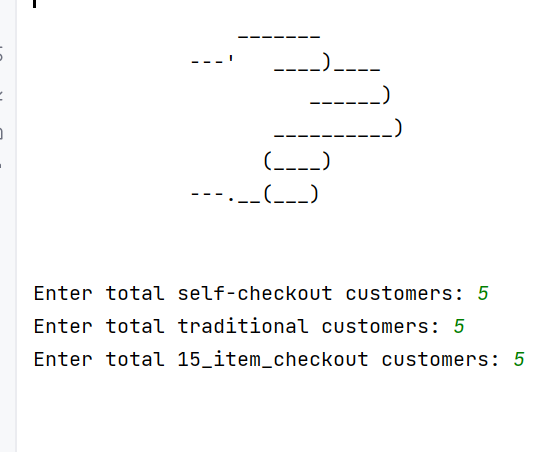 _______
---'   ____)____
          ______)
       __________)
      (____)
---.__(___)
Enter total self-checkout customers: 5
Enter total traditional customers: 5
Enter total 15_item_checkout customers: 5